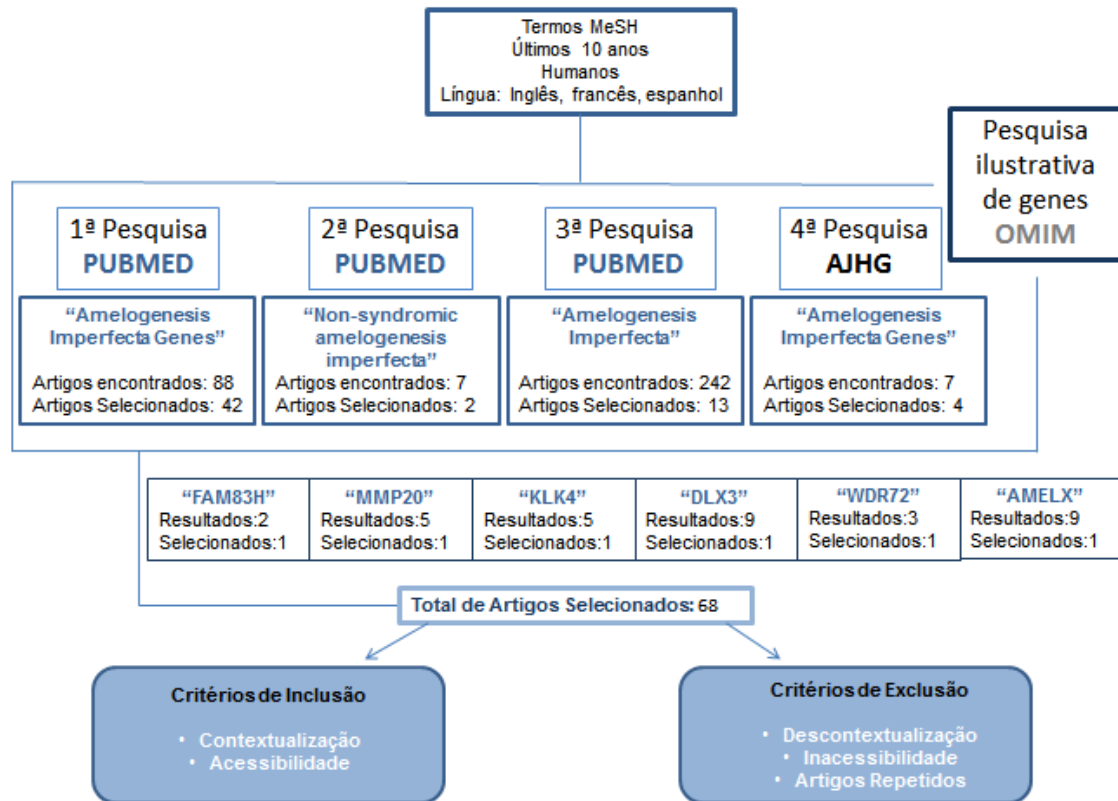 Termos MeSH
Últimos 10 anos
Humanos
Língua: Inglês, francês, espanhol
Pesquisa
ilustrativa
de genes
OMIM
1ª Pesquisa
PUBMED
2ª Pesquisa
PUBMED
3ª Pesquisa
PUBMED
4ª Pesquisa
AJHG
“Amelogenesis
Imperfecta Genes”
Artigos encontrados: 88
Artigos Selecionados: 42
“Non-syndromic
amelogenesis
imperfecta”
Artigos encontrados: 7
Artigos Selecionados: 2
“Amelogenesis
Imperfecta”
Artigos encontrados: 242
Artigos Selecionados: 13
“Amelogenesis
Imperfecta Genes”
Artigos encontrados: 7
Artigos Selecionados: 4
“FAM83H”
Resultados:2
Selecionados:1
“MMP20”
Resultados:5
Selecionados:1
“KLK4”
Resultados:5
Selecionados:1
“DLX3”
Resultados:9
Selecionados:1
“WDR72”
Resultados:3
Selecionados:1
“AMELX”
Resultados:9
Selecionados:1
Total de Artigos Selecionados: 68
Critérios de Inclusão
• Contextualização
• Acessibilidade
Critérios de Exclusão
• Descontextualização
• Inacessibilidade
• Artigos Repetidos